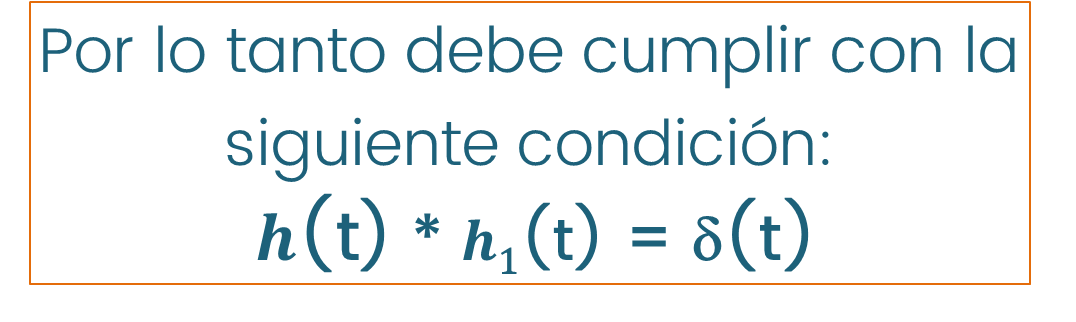 Por lo tanto debe cumplir con la
siguiente condición:
h(t) * h₁(t) = δ(t)